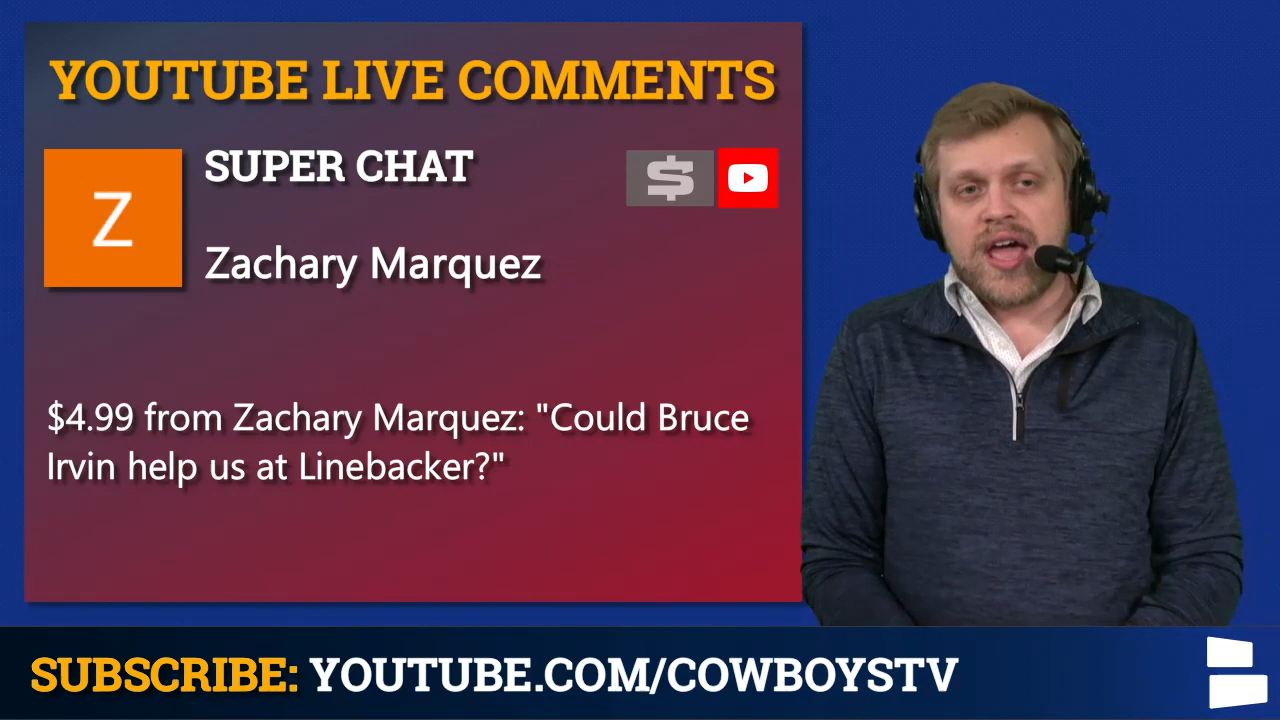 YOUTUBE LIVE COMMENTS
Z
SUPER CHAT
Zachary Marquez
$4.99 from Zachary Marquez: "Could Bruce
Irvin help us at Linebacker?"
SUBSCRIBE: YOUTUBE.COM/COWBOYSTV